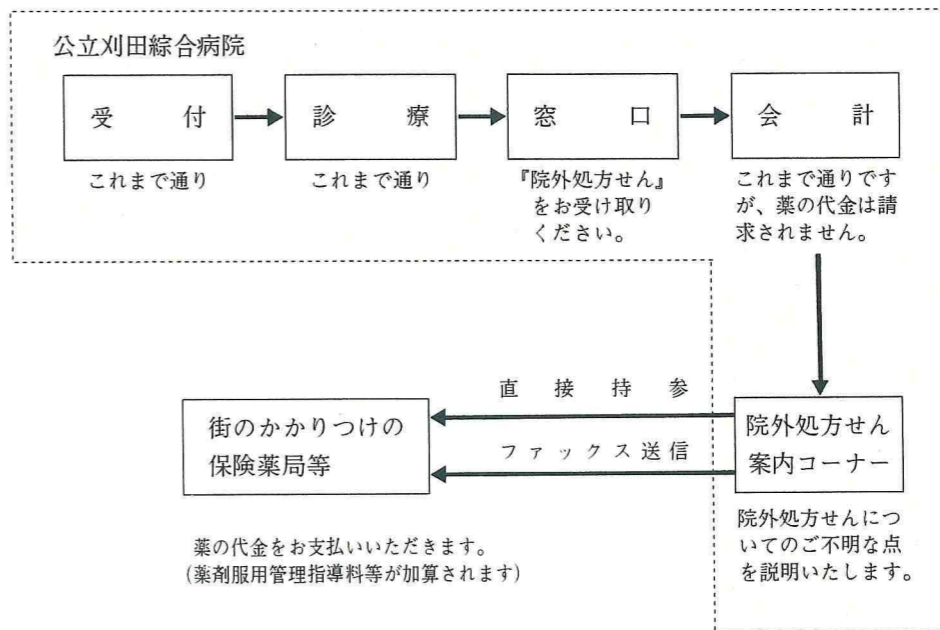 公立刈田綜合病院
受付
これまで通り
診療
これまで通り
窓口
『院外処方せん』
をお受け取り
ください。
会計
これまで通りです
が、薬の代金は請
求されません。
直接持参
ファックス送信
院外処方せん
案内コーナー
院外処方せんにつ
いてのご不明な点
を説明いたします。
街のかかりつけの
保険薬局等
薬の代金をお支払いいただきます。
(薬剤服用管理指導料等が加算されます)